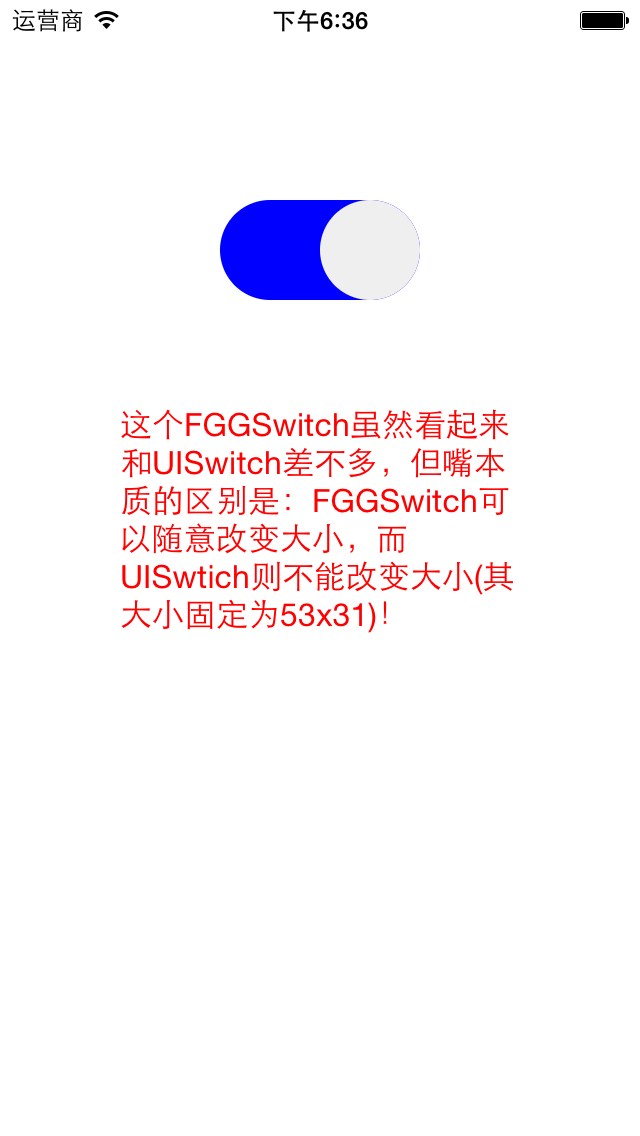 运营商 下午6:36
这个FGGSwitch虽然看起来
和UISwitch差不多，但嘴本
质的区别是：FGGSwitch可
以随意改变大小，而
UISwtich则不能改变大小(其
大小固定为53x31)！